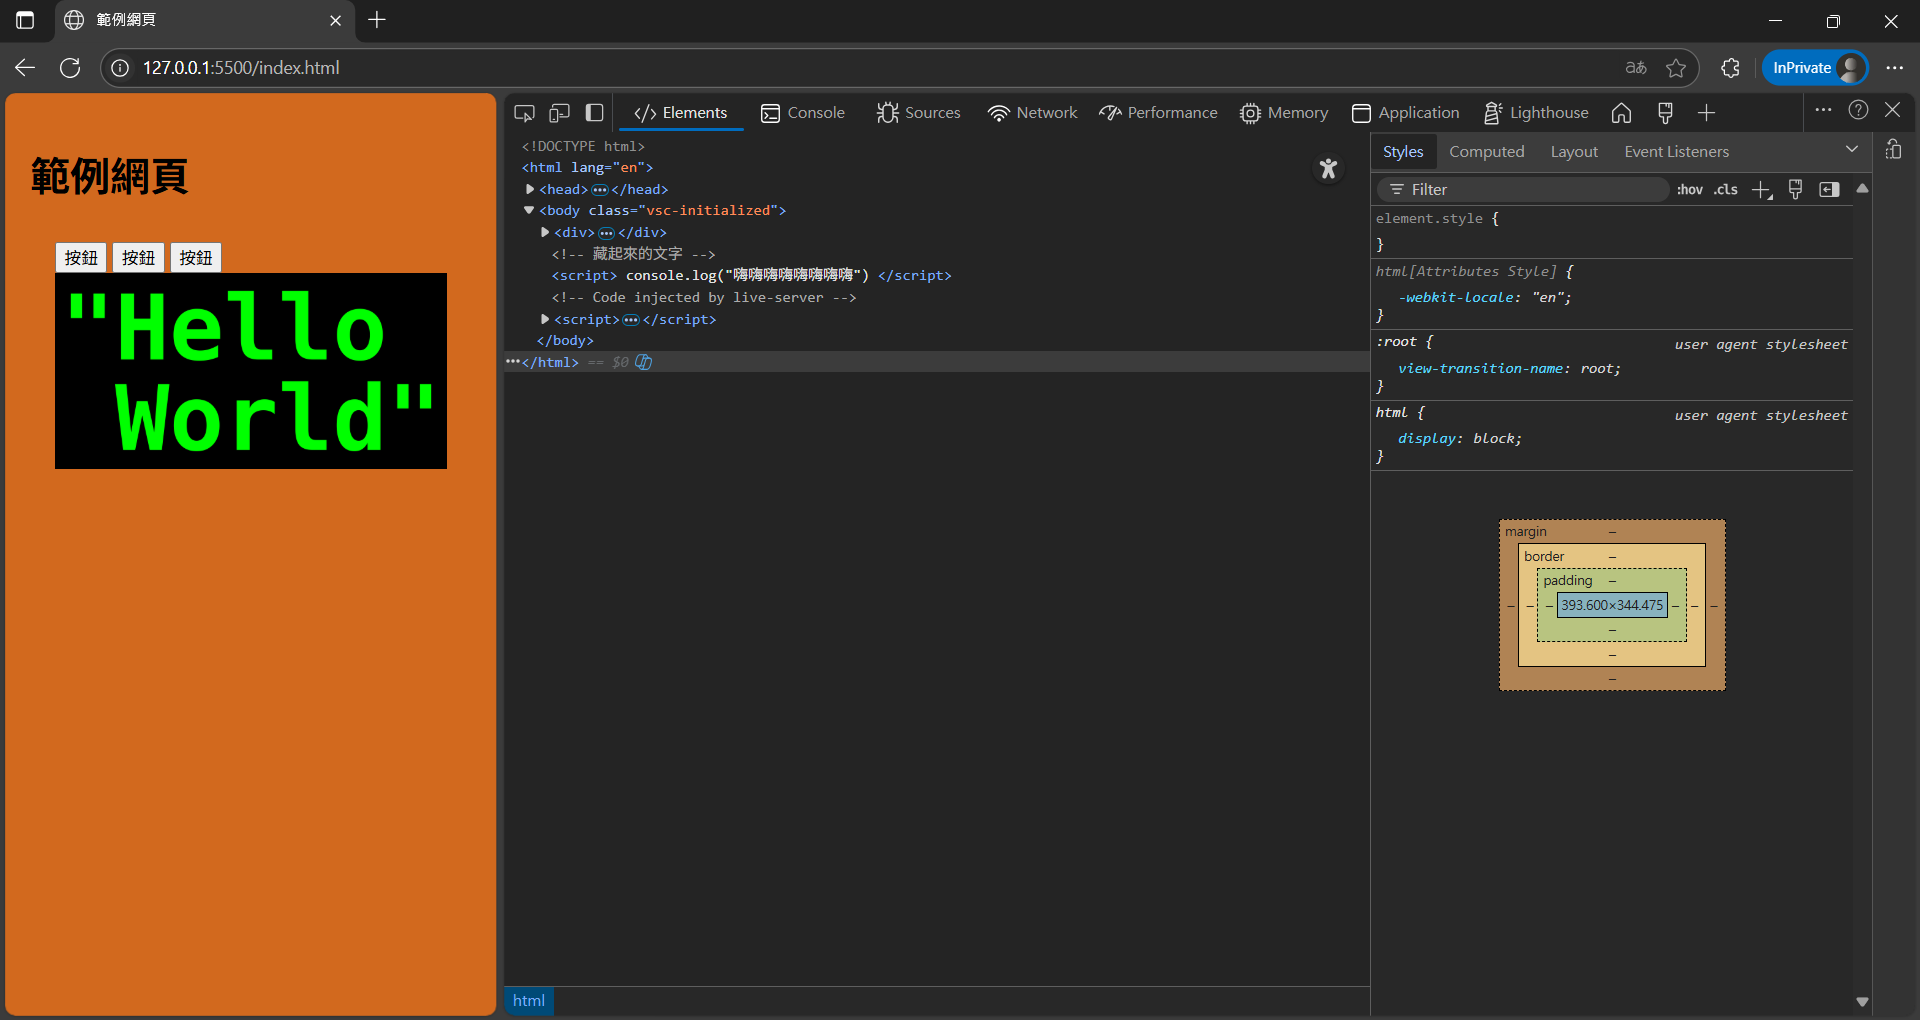 範例網頁
127.0.0.1:5500/index.html
aあ
InPrivate
範例網頁
按鈕 按鈕 按鈕
"Hello
World"
Elements Console Sources Network Performance Memory Application Lighthouse
<!DOCTYPE html>
<html lang="en">
<head>…</head>
<body class="vsc-initialized">
<div>…</div>
<!-- 藏起來的文字 -->
<script> console.log("嗨嗨嗨嗨嗨嗨嗨嗨") </script>
<!-- Code injected by live-server -->
<script>…</script>
</body>
…</html> == $0
html
Styles Computed Layout Event Listeners
Filter :hov .cls
element.style {
}
html[Attributes Style] {
-webkit-locale: "en";
}
:root { user agent stylesheet
view-transition-name: root;
}
html { user agent stylesheet
display: block;
}
margin –
border –
padding –
– – – 393.600×344.475 – – –
–
–
–